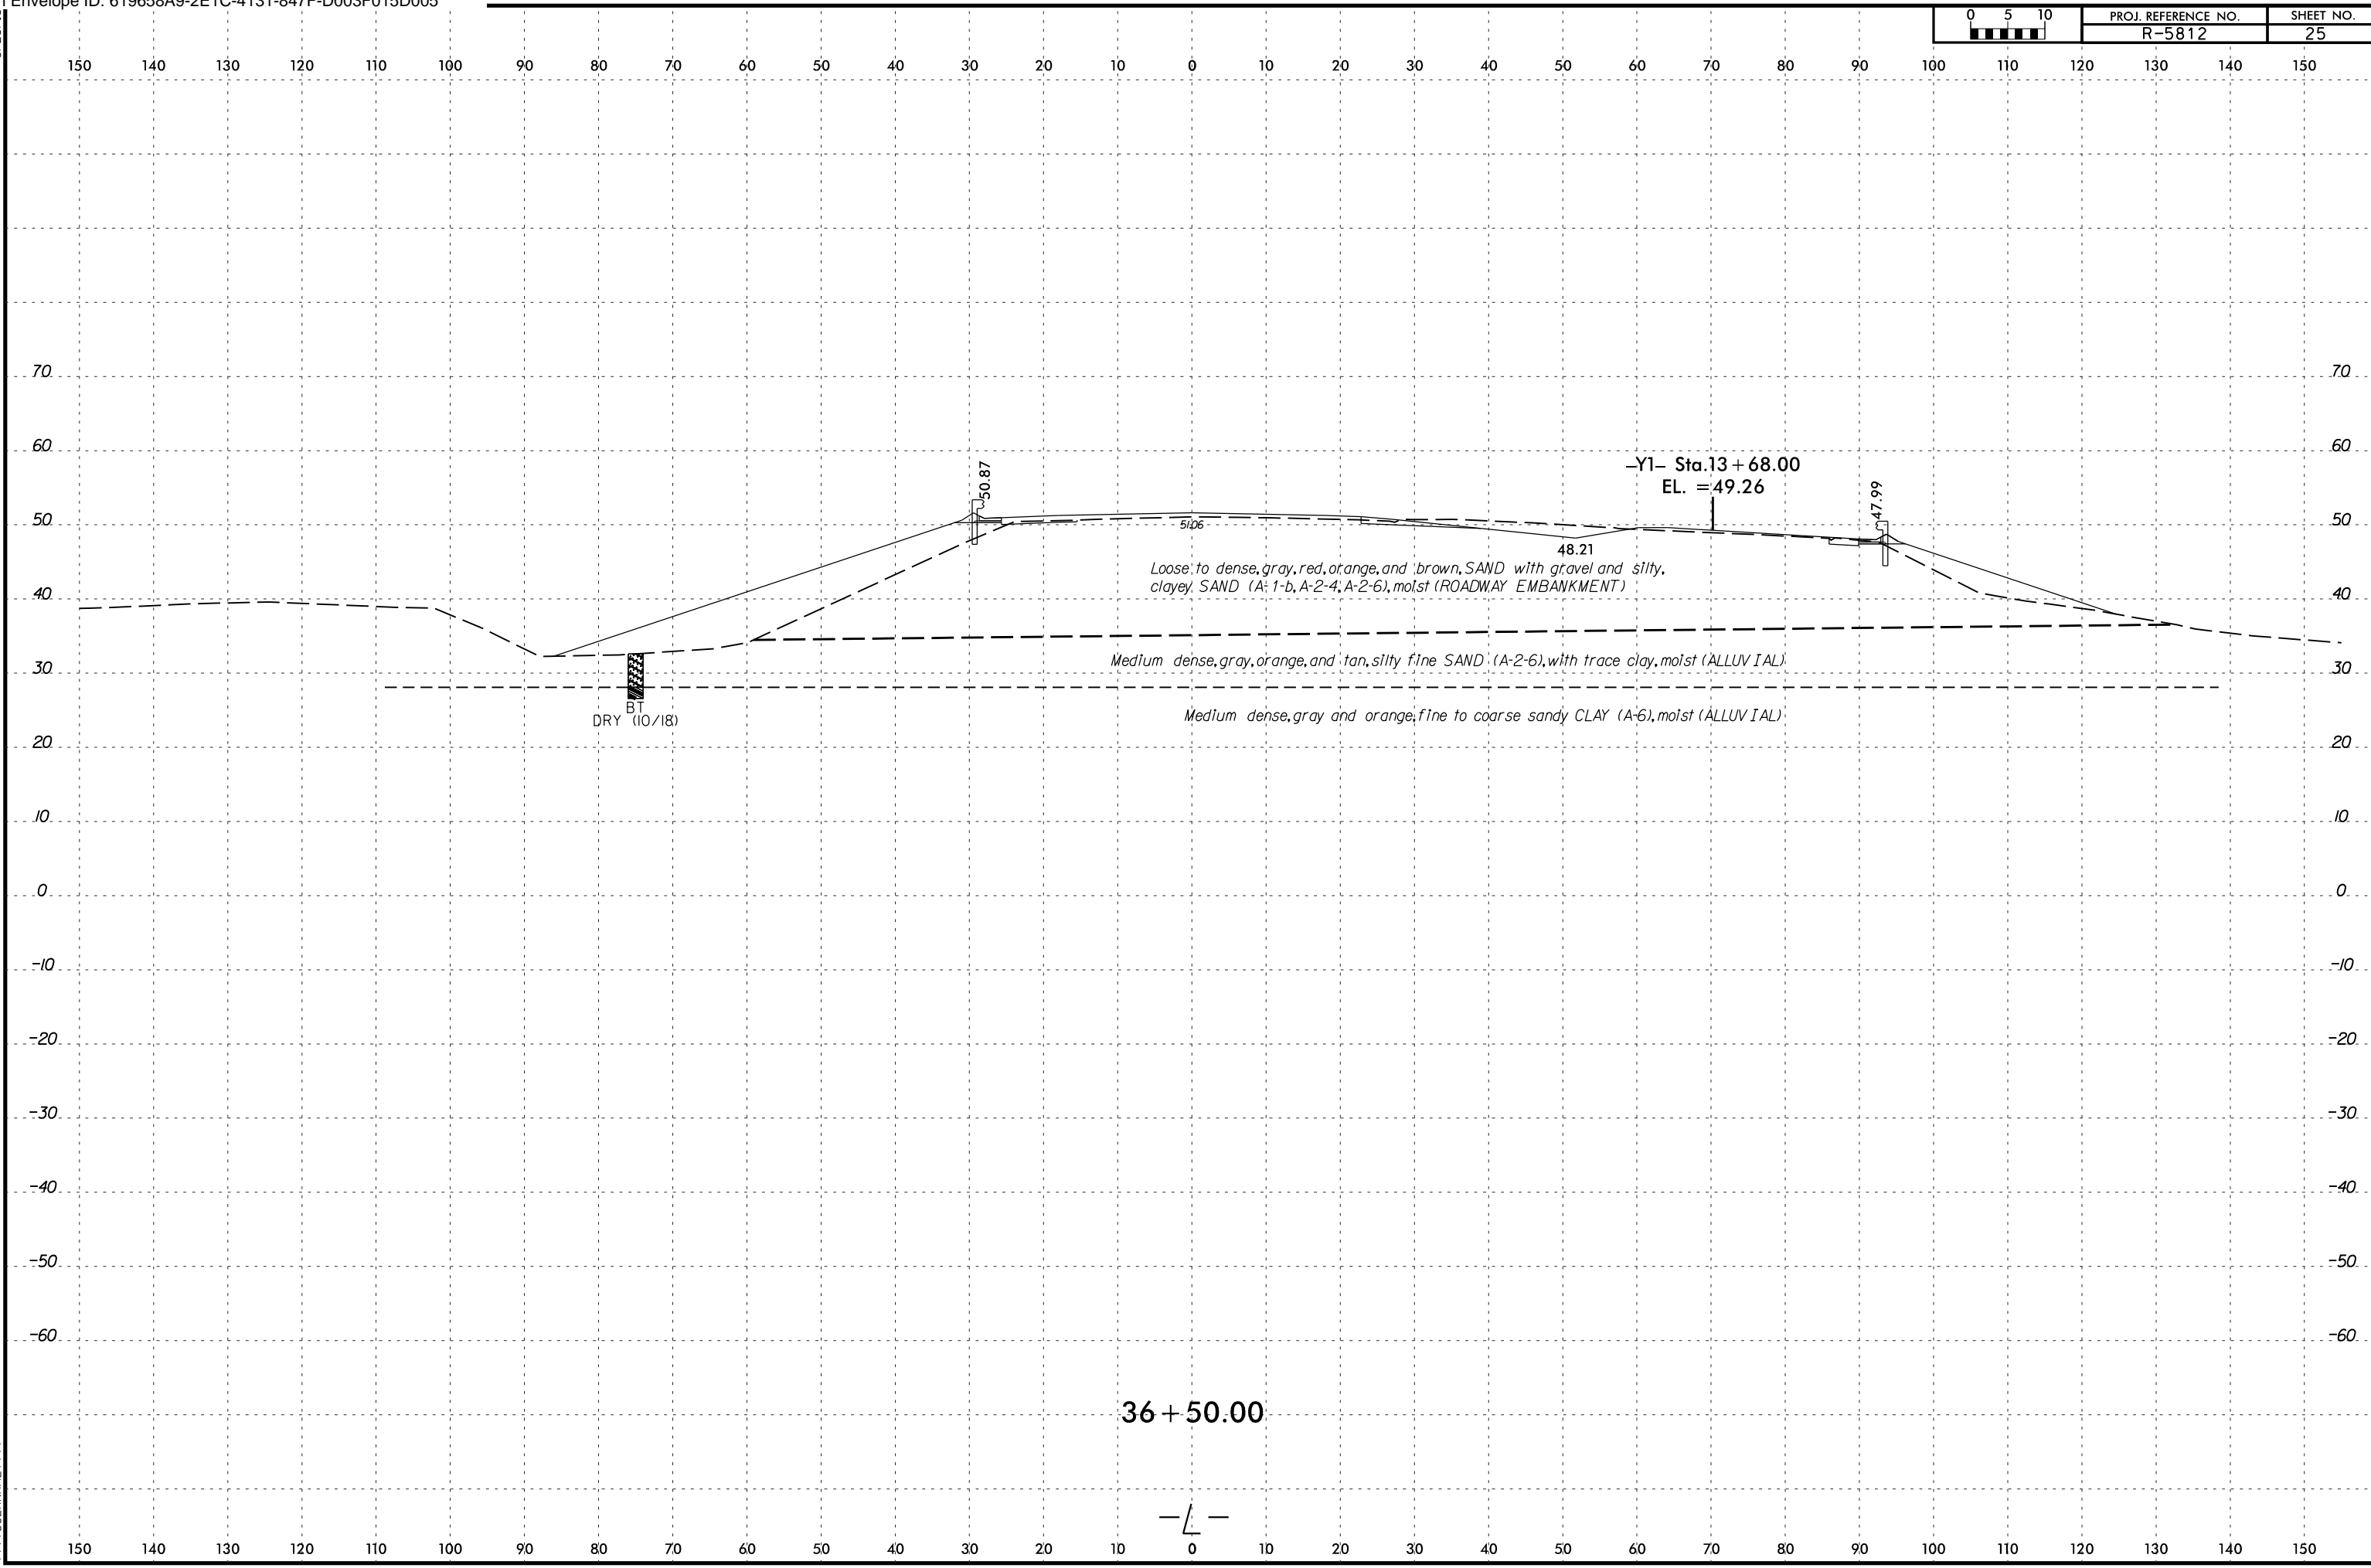 Envelope ID: 619658A9-2E1C-4131-847F-D003F015D005
0 5 10
PROJ. REFERENCE NO. SHEET NO.
R-5812 25
150 140 130 120 110 100 90 80 70 60 50 40 30 20 10 0 10 20 30 40 50 60 70 80 90 100 110 120 130 140 150
70 70
60 60
-Y1- Sta.13+68.00
EL. =49.26
50.87
47.99
50 50
51.06
48.21
Loose to dense,gray,red,orange,and brown,SAND with gravel and silty,
clayey SAND (A-1-b,A-2-4,A-2-6),moist (ROADWAY EMBANKMENT)
40 40
Medium dense,gray,orange,and tan,silty fine SAND (A-2-6),with trace clay,moist (ALLUVIAL)
30 30
BT
DRY (10/18)
Medium dense,gray and orange,fine to coarse sandy CLAY (A-6),moist (ALLUVIAL)
20 20
10 10
0 0
-10 -10
-20 -20
-30 -30
-40 -40
-50 -50
-60 -60
36+50.00
-L-
150 140 130 120 110 100 90 80 70 60 50 40 30 20 10 0 10 20 30 40 50 60 70 80 90 100 110 120 130 140 150